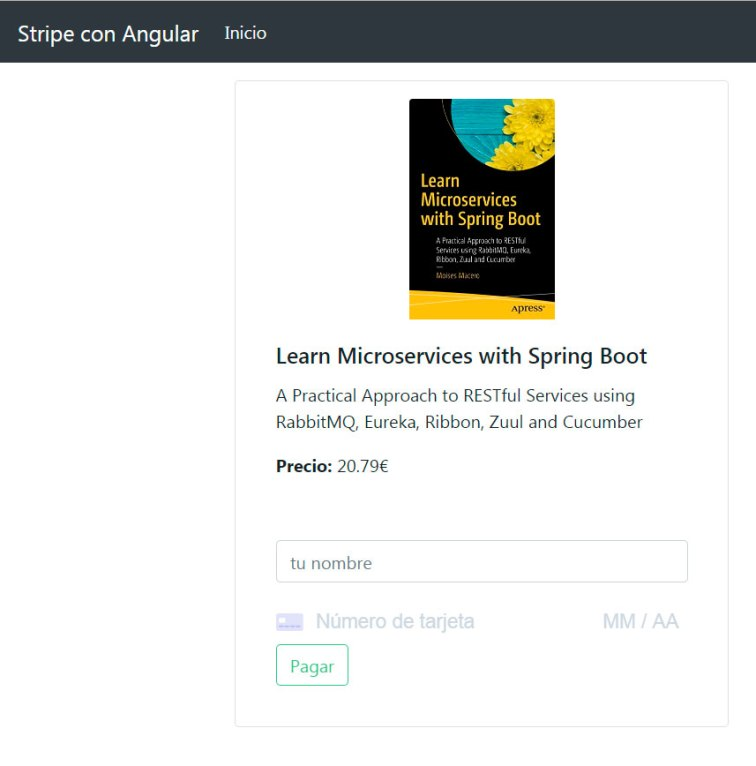 Stripe con Angular Inicio
Learn
Microservices
with Spring Boot
A Practical Approach to RESTful
Services using RabbitMQ, Eureka,
Ribbon, Zuul and Cucumber
—
Moises Macero
Apress®
Learn Microservices with Spring Boot
A Practical Approach to RESTful Services using
RabbitMQ, Eureka, Ribbon, Zuul and Cucumber
Precio: 20.79€
tu nombre
Número de tarjeta MM / AA
Pagar